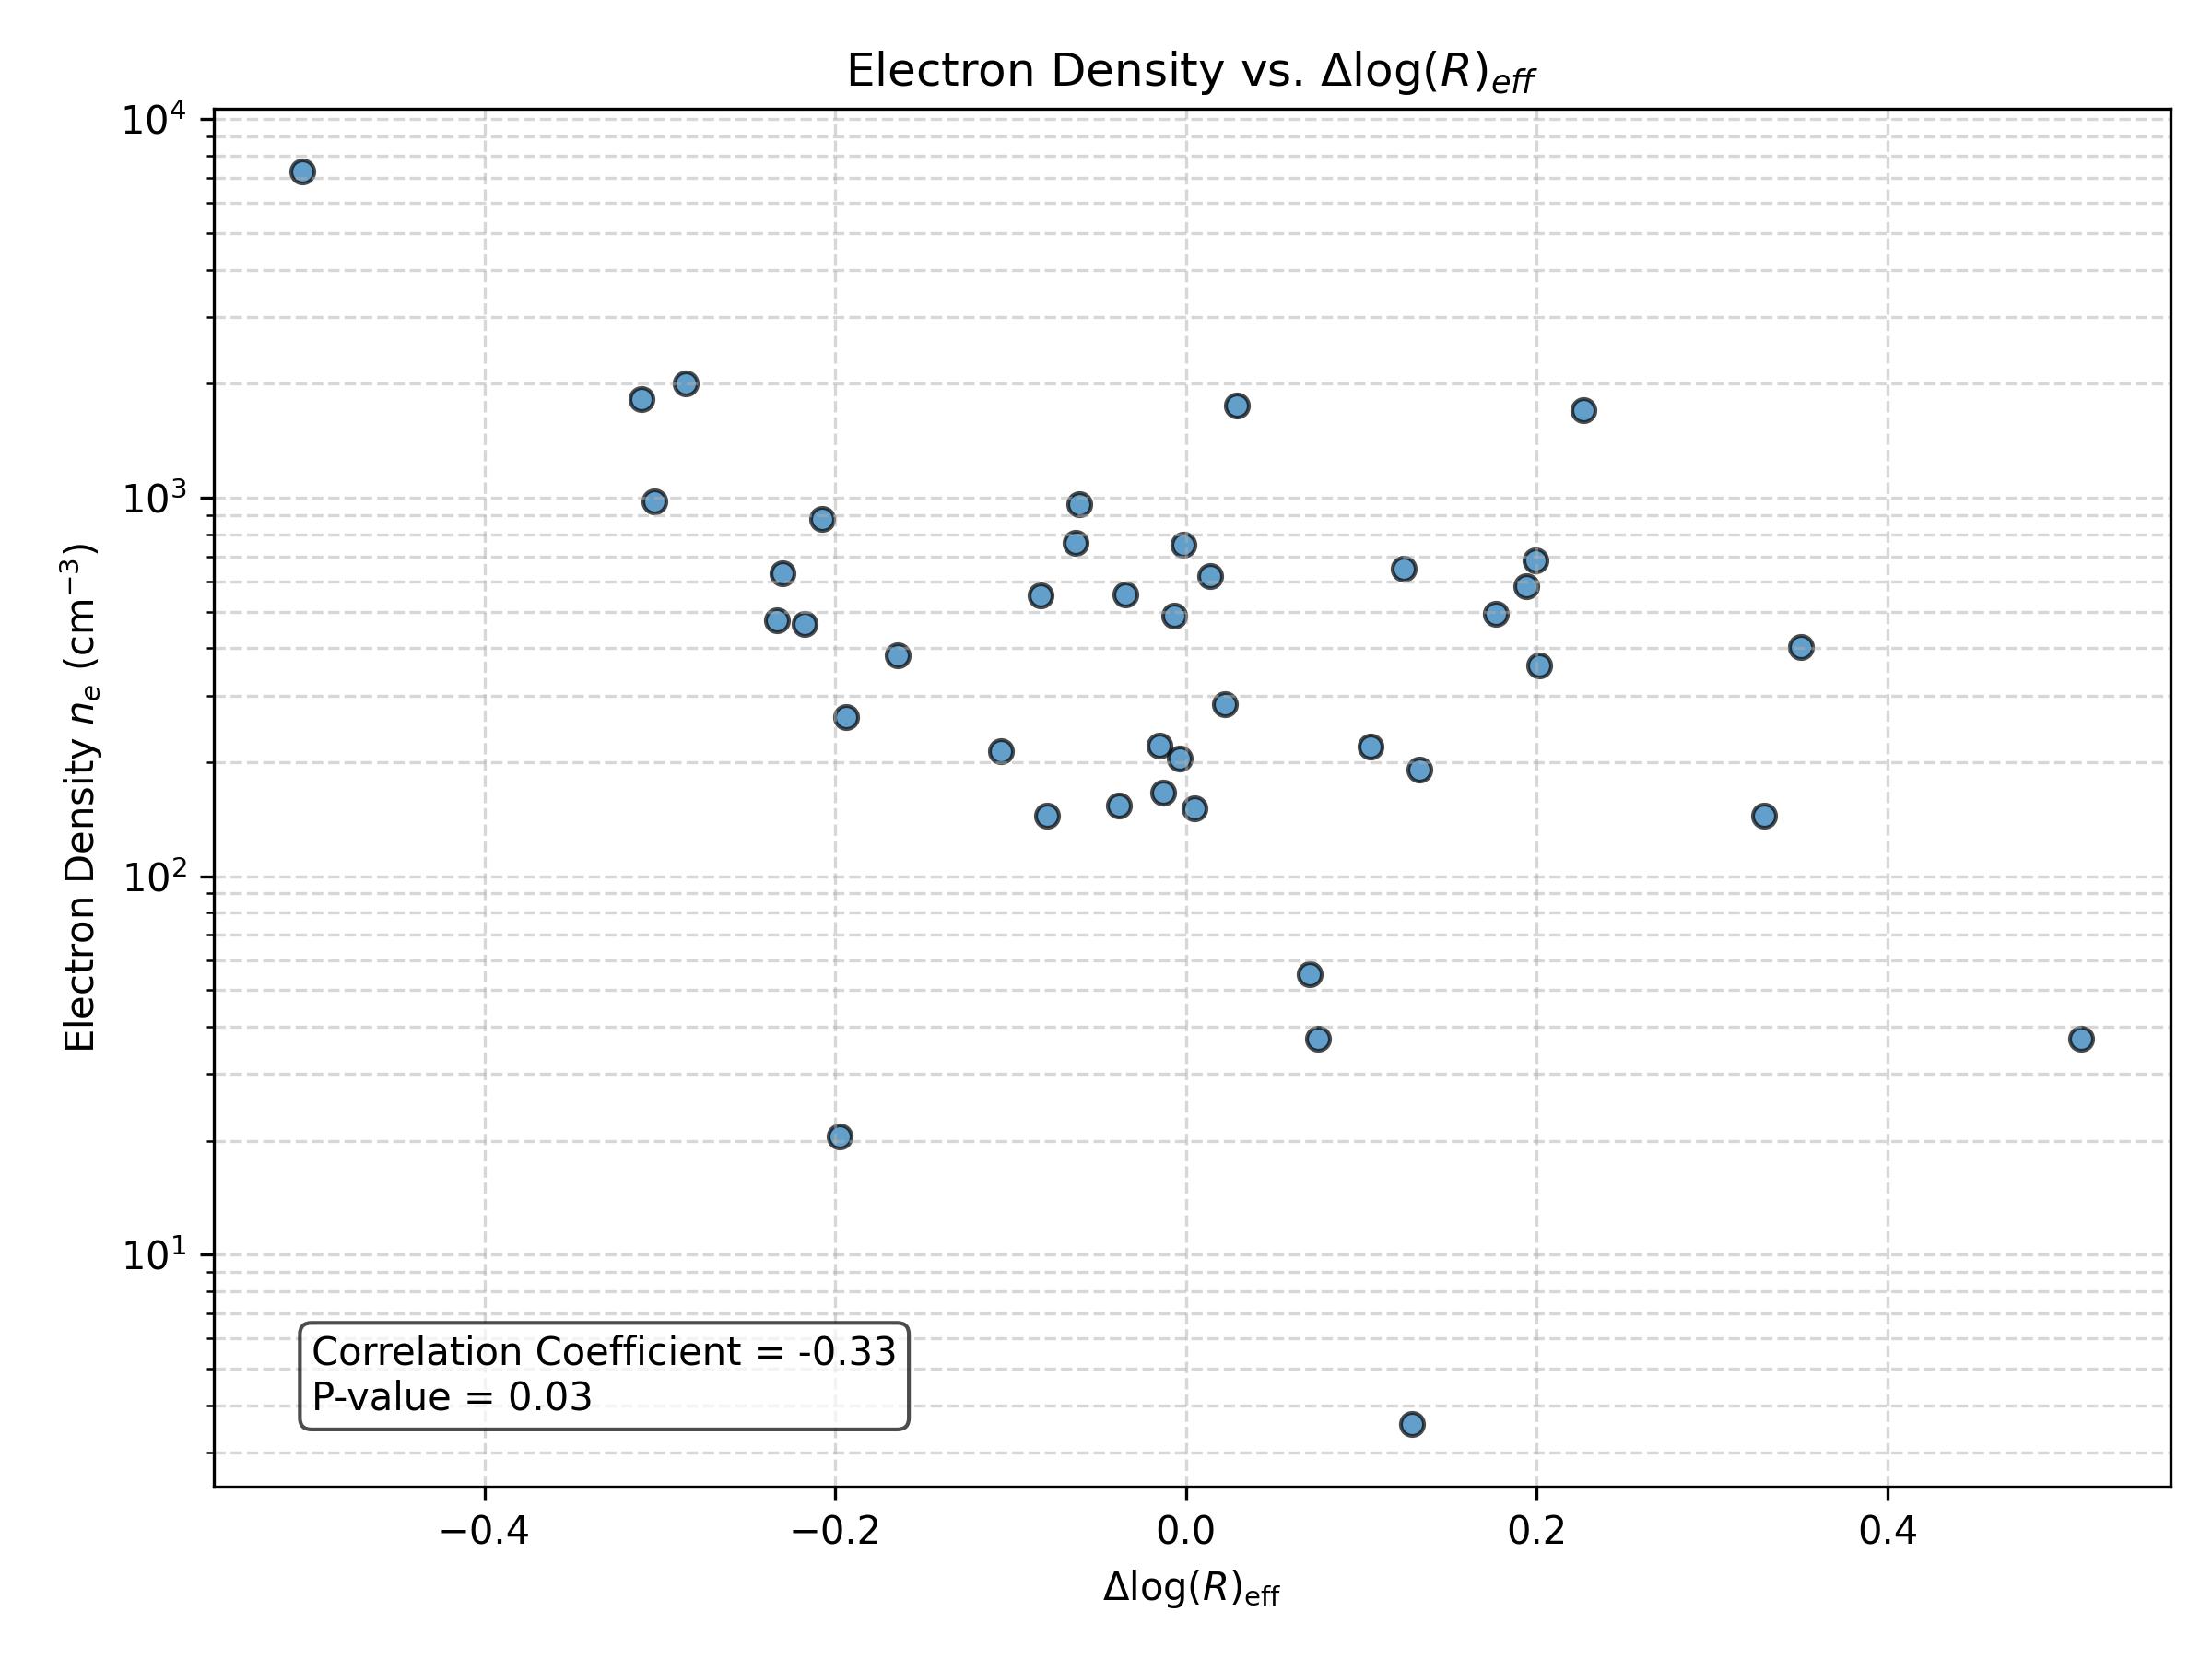 Electron Density vs. Δlog(R)eff
Electron Density nₑ (cm⁻³)
10⁴
10³
10²
10¹
Correlation Coefficient = -0.33
P-value = 0.03
−0.4 −0.2 0.0 0.2 0.4
Δlog(R)eff